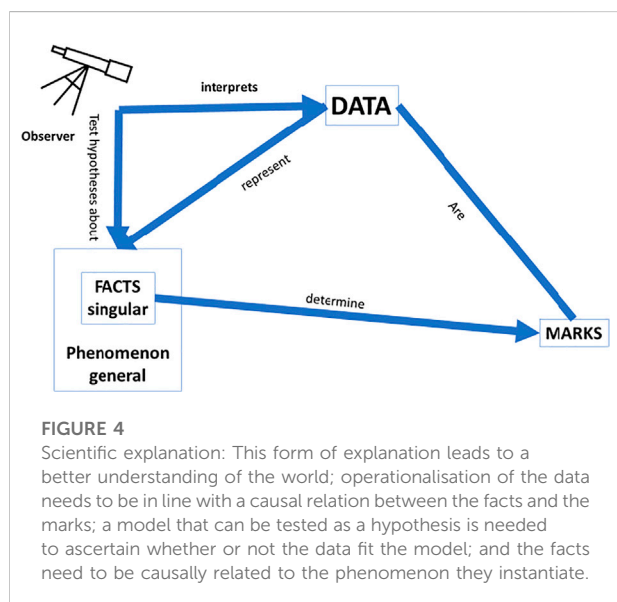 interprets
DATA
Observer
Test hypotheses about
represent
Are
FACTS
singular
determine
MARKS
Phenomenon
general
FIGURE 4
Scientific explanation: This form of explanation leads to a
better understanding of the world; operationalisation of the data
needs to be in line with a causal relation between the facts and the
marks; a model that can be tested as a hypothesis is needed
to ascertain whether or not the data fit the model; and the facts
need to be causally related to the phenomenon they instantiate.